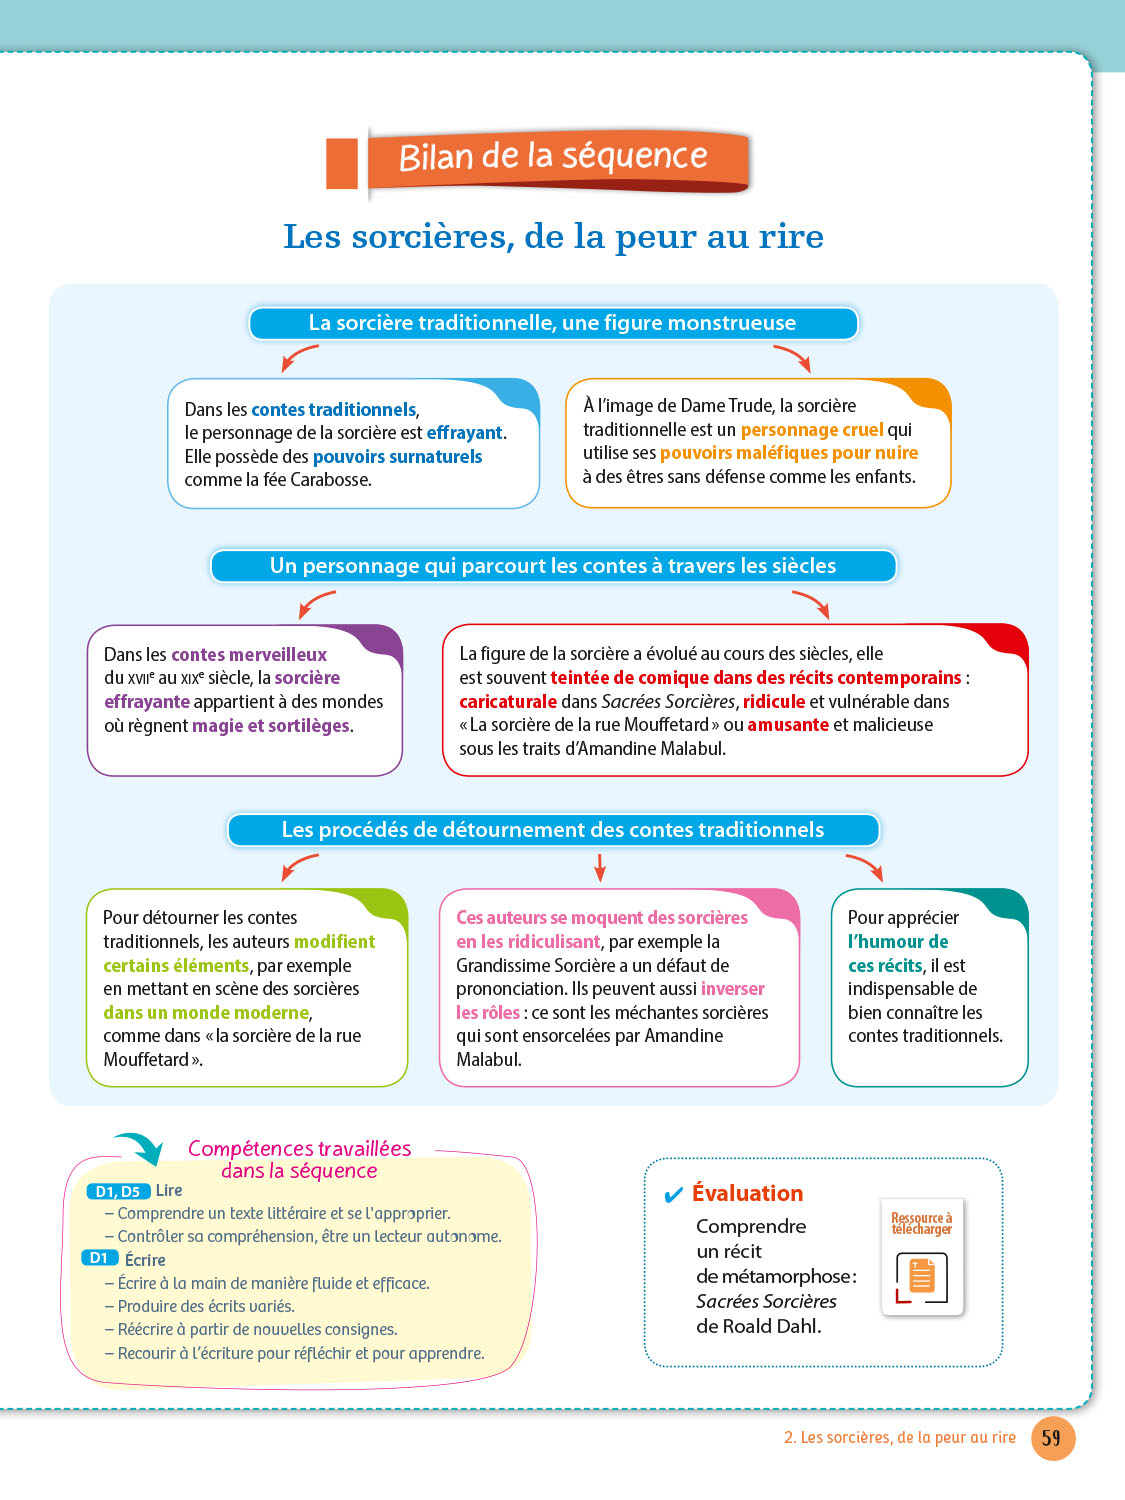 Bilan de la séquence
Les sorcières, de la peur au rire
La sorcière traditionnelle, une figure monstrueuse
Dans les contes traditionnels,
le personnage de la sorcière est effrayant.
Elle possède des pouvoirs surnaturels
comme la fée Carabosse.
À l’image de Dame Trude, la sorcière
traditionnelle est un personnage cruel qui
utilise ses pouvoirs maléfiques pour nuire
à des êtres sans défense comme les enfants.
Un personnage qui parcourt les contes à travers les siècles
Dans les contes merveilleux
du XVIIe au XIXe siècle, la sorcière
effrayante appartient à des mondes
où règnent magie et sortilèges.
La figure de la sorcière a évolué au cours des siècles, elle
est souvent teintée de comique dans des récits contemporains :
caricaturale dans Sacrées Sorcières, ridicule et vulnérable dans
« La sorcière de la rue Mouffetard » ou amusante et malicieuse
sous les traits d’Amandine Malabul.
Les procédés de détournement des contes traditionnels
Pour détourner les contes
traditionnels, les auteurs modifient
certains éléments, par exemple
en mettant en scène des sorcières
dans un monde moderne,
comme dans « la sorcière de la rue
Mouffetard ».
Ces auteurs se moquent des sorcières
en les ridiculisant, par exemple la
Grandissime Sorcière a un défaut de
prononciation. Ils peuvent aussi inverser
les rôles : ce sont les méchantes sorcières
qui sont ensorcelées par Amandine
Malabul.
Pour apprécier
l’humour de
ces récits, il est
indispensable de
bien connaître les
contes traditionnels.
Compétences travaillées
dans la séquence
D1, D5 Lire
– Comprendre un texte littéraire et se l'approprier.
– Contrôler sa compréhension, être un lecteur autonome.
D1 Écrire
– Écrire à la main de manière fluide et efficace.
– Produire des écrits variés.
– Réécrire à partir de nouvelles consignes.
– Recourir à l’écriture pour réfléchir et pour apprendre.
✔ Évaluation
Comprendre
un récit
de métamorphose :
Sacrées Sorcières
de Roald Dahl.
Ressource à
télécharger
2. Les sorcières, de la peur au rire 59